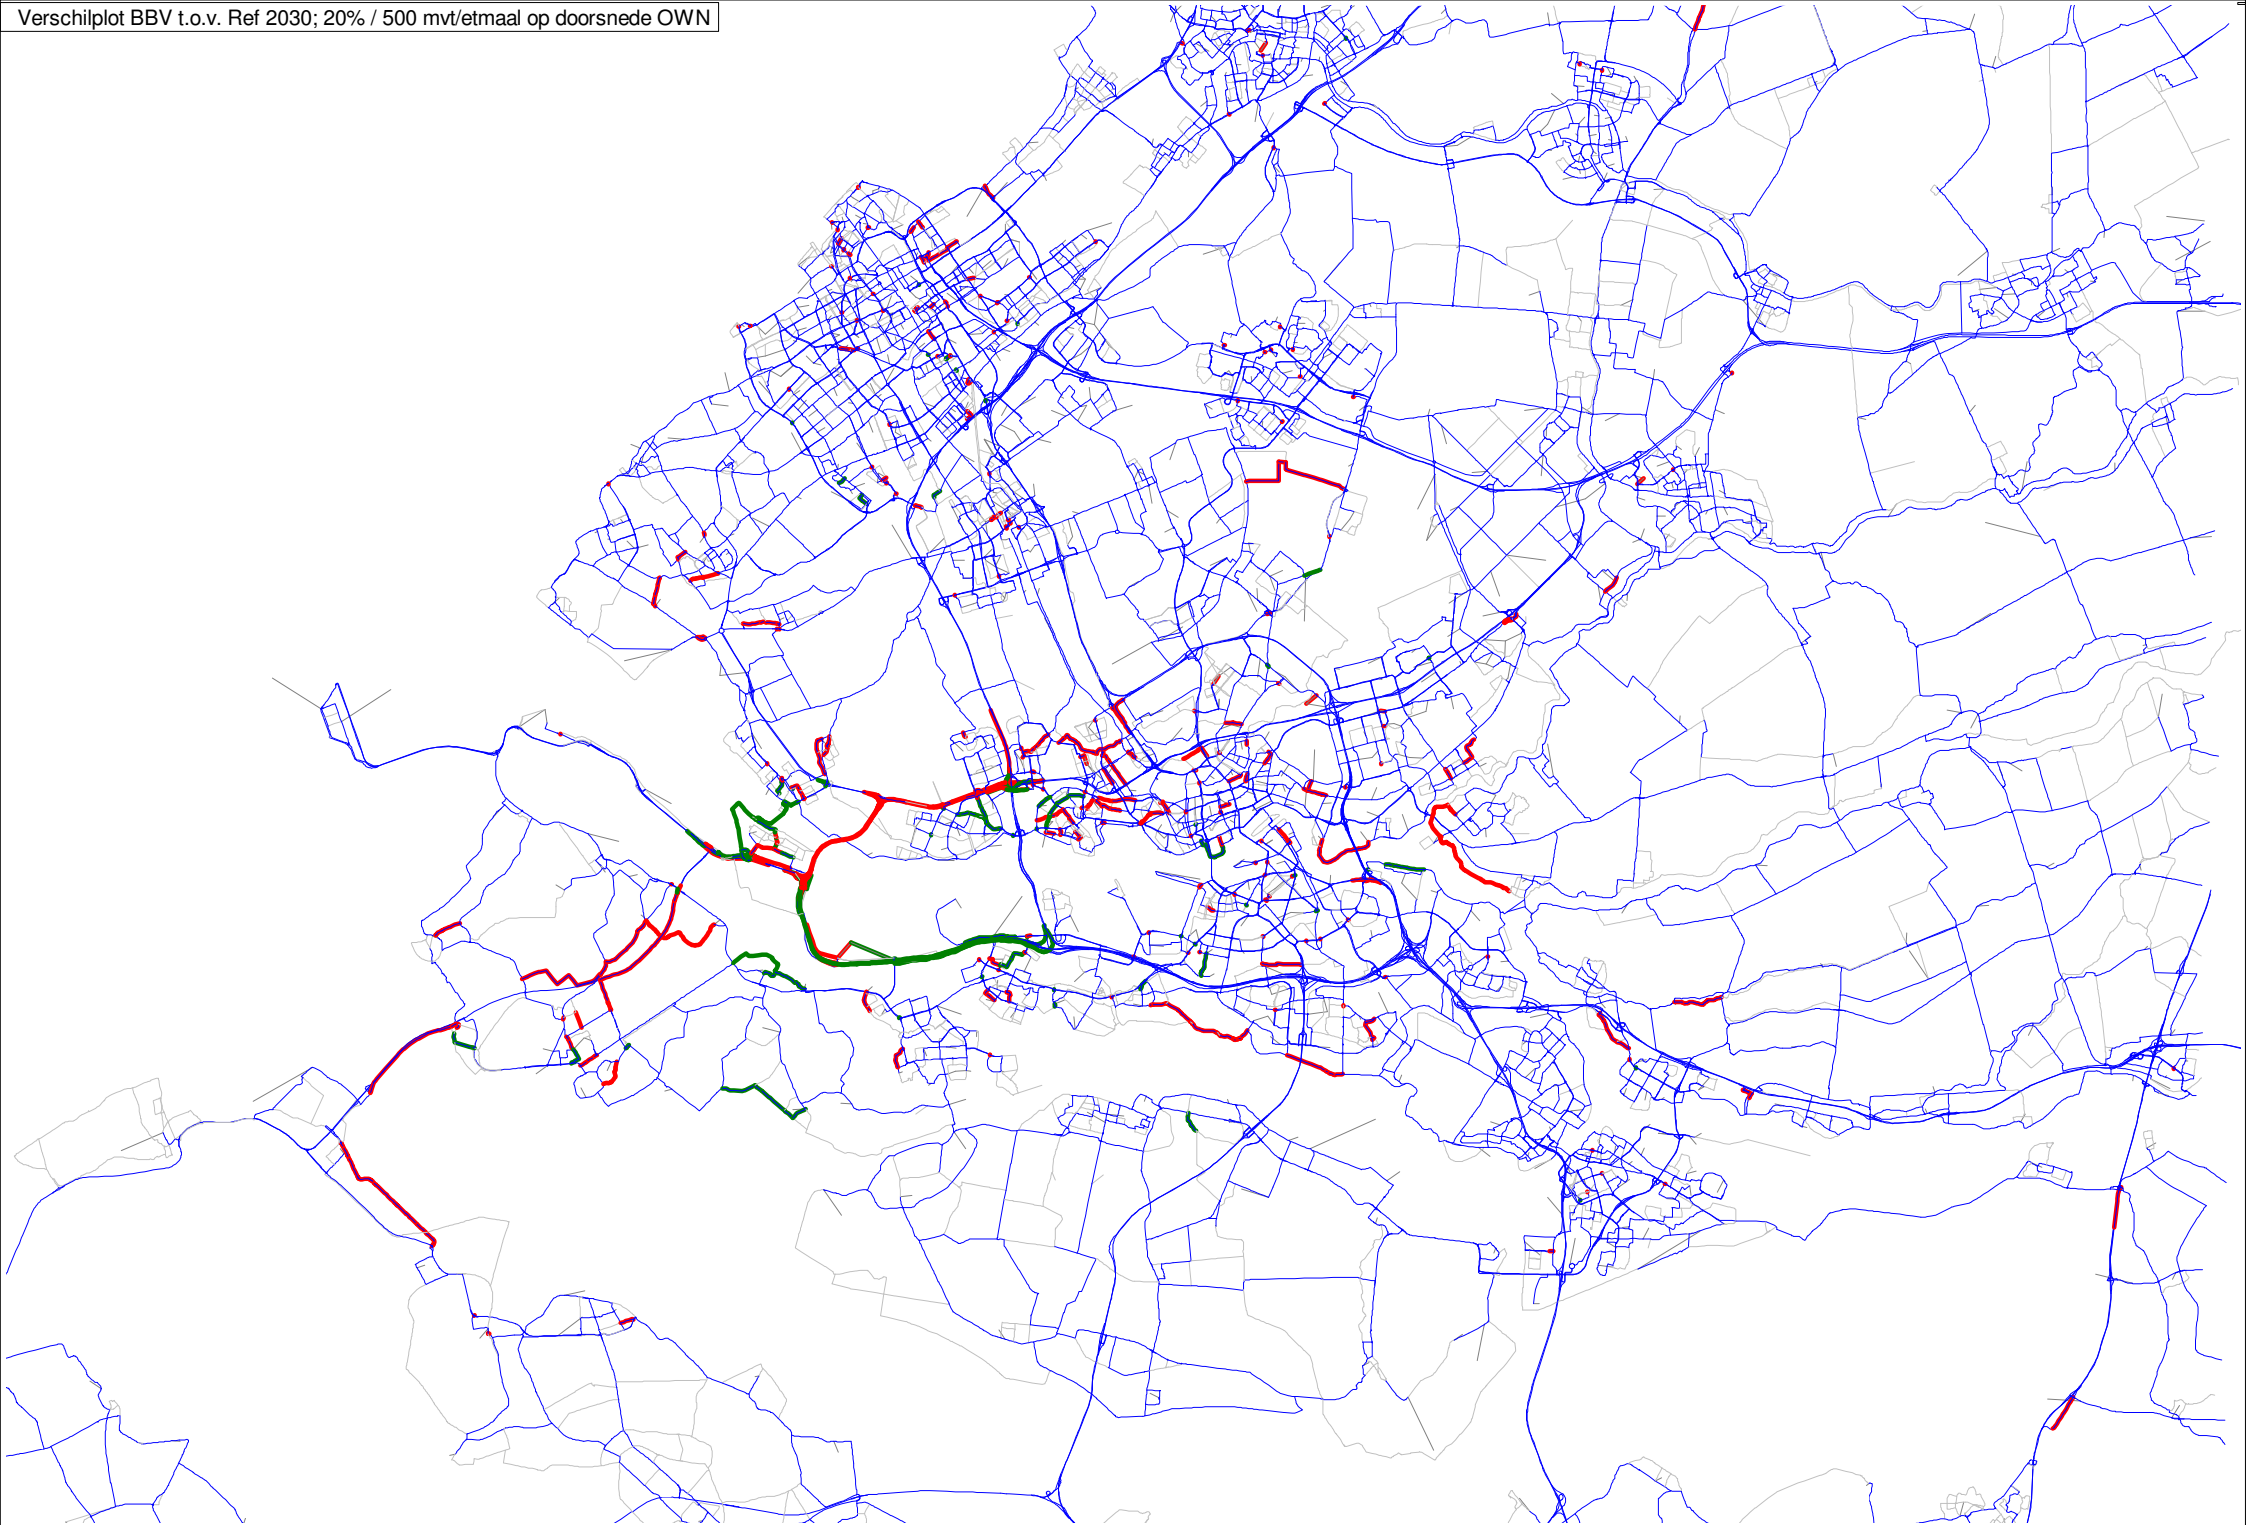 Verschilplot BBV t.o.v. Ref 2030; 20% / 500 mvt/etmaal op doorsnede OWN